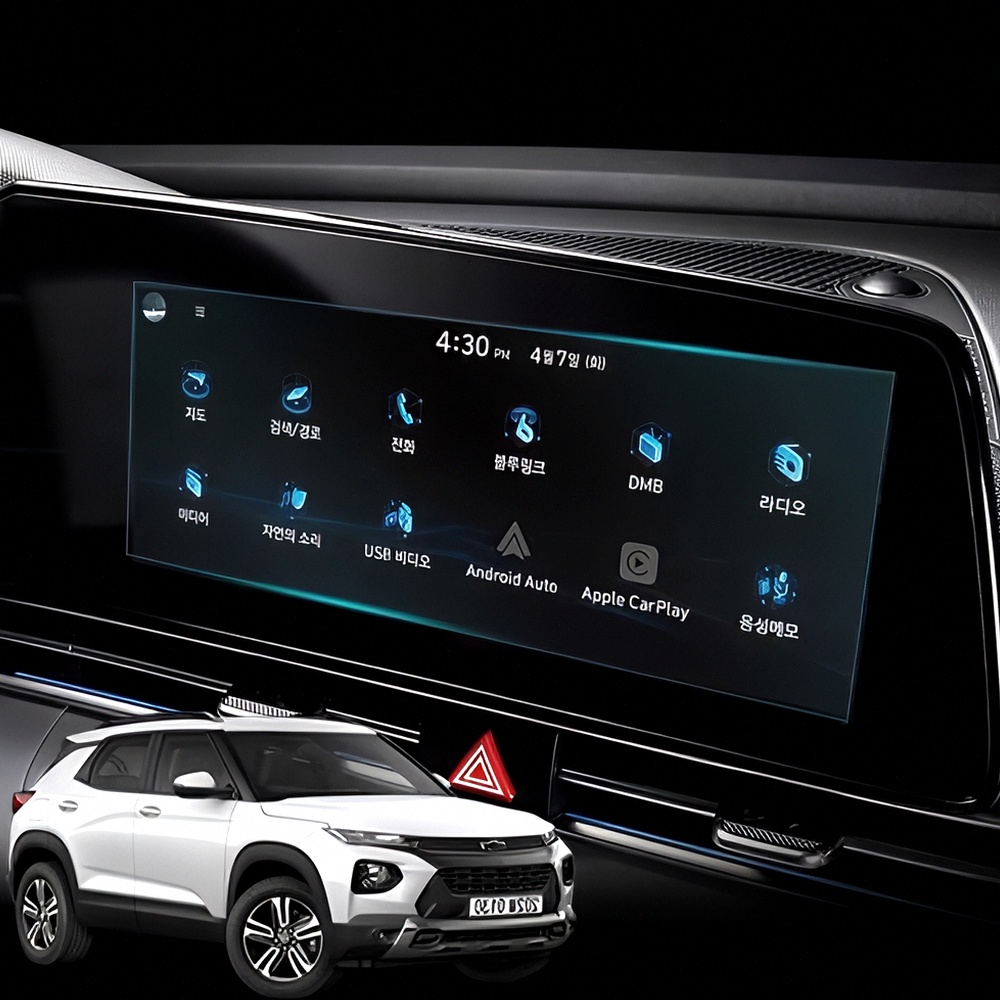 4:30 PM 4월 7일 (화)
지도
검색/경로
전화
블루링크
DMB
라디오
미디어
자연의 소리
USB 비디오
Android Auto
Apple CarPlay
음성메모